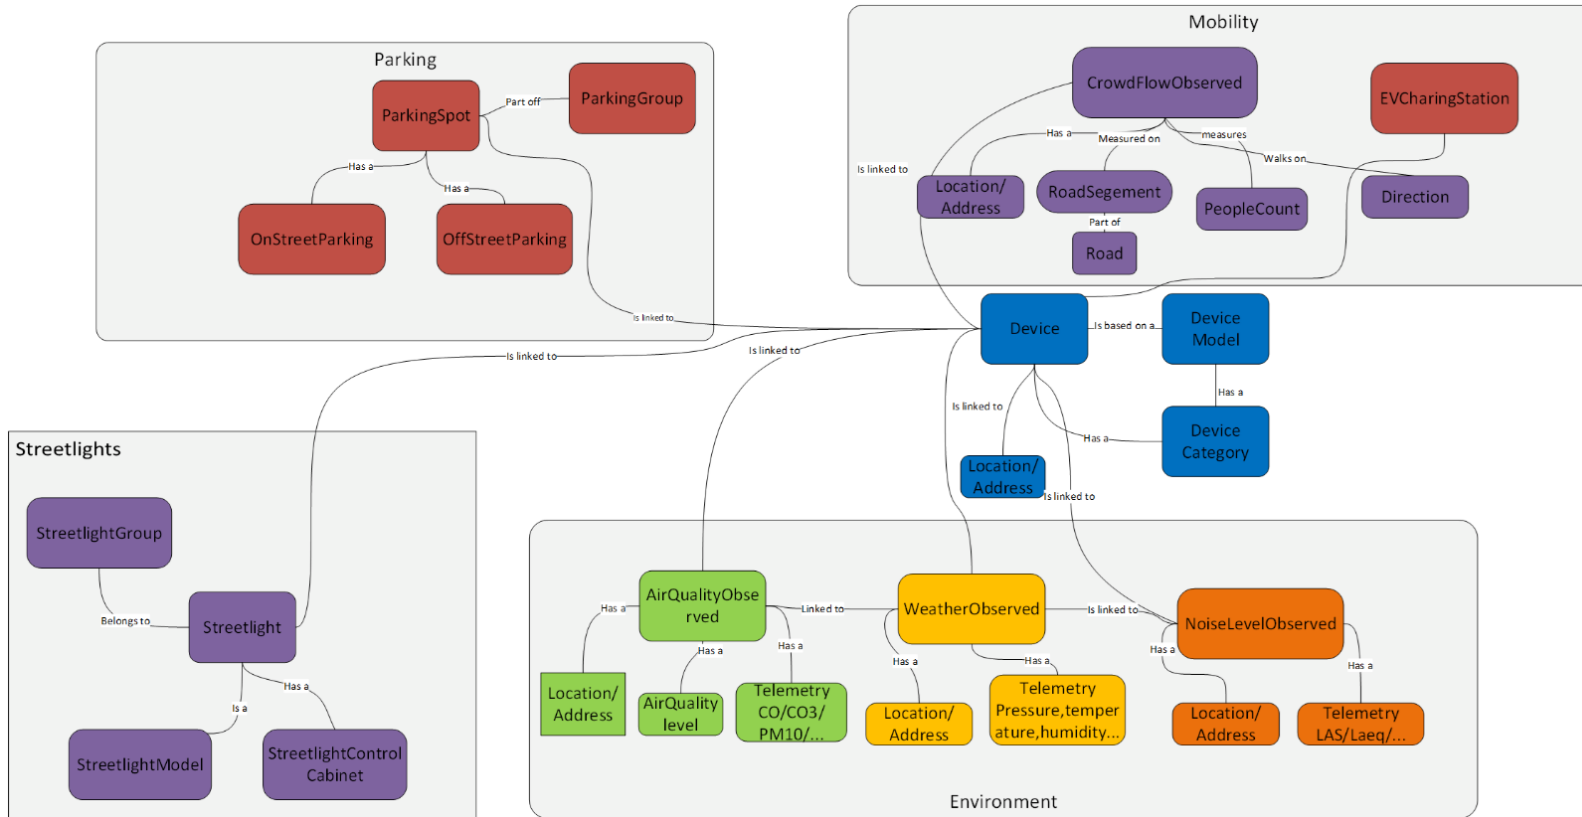 Mobility
Parking
CrowdFlowObserved
EVCharingStation
ParkingGroup
ParkingSpot
Part off
Has a
Measured on
measures
Walks on
Is linked to
Has a
Has a
Location/
Address
RoadSegement
PeopleCount
Direction
Part of
Road
OnStreetParking
OffStreetParking
Is linked to
Device
Is based on a
Device
Model
Is linked to
Is linked to
Has a
Is linked to
Device
Category
Has a
Location/
Address
Is linked to
Streetlights
StreetlightGroup
Belongs to
Streetlight
Is a
Has a
StreetlightModel
StreetlightControl
Cabinet
AirQualityObse
rved
Has a
Linked to
WeatherObserved
Is linked to
NoiseLevelObserved
Has a
Has a
Has a
Has a
Has a
Has a
Location/
Address
AirQuality
level
Telemetry
CO/CO3/
PM10/...
Location/
Address
Telemetry
Pressure,temper
ature,humidity...
Location/
Address
Telemetry
LAS/Laeq/...
Environment